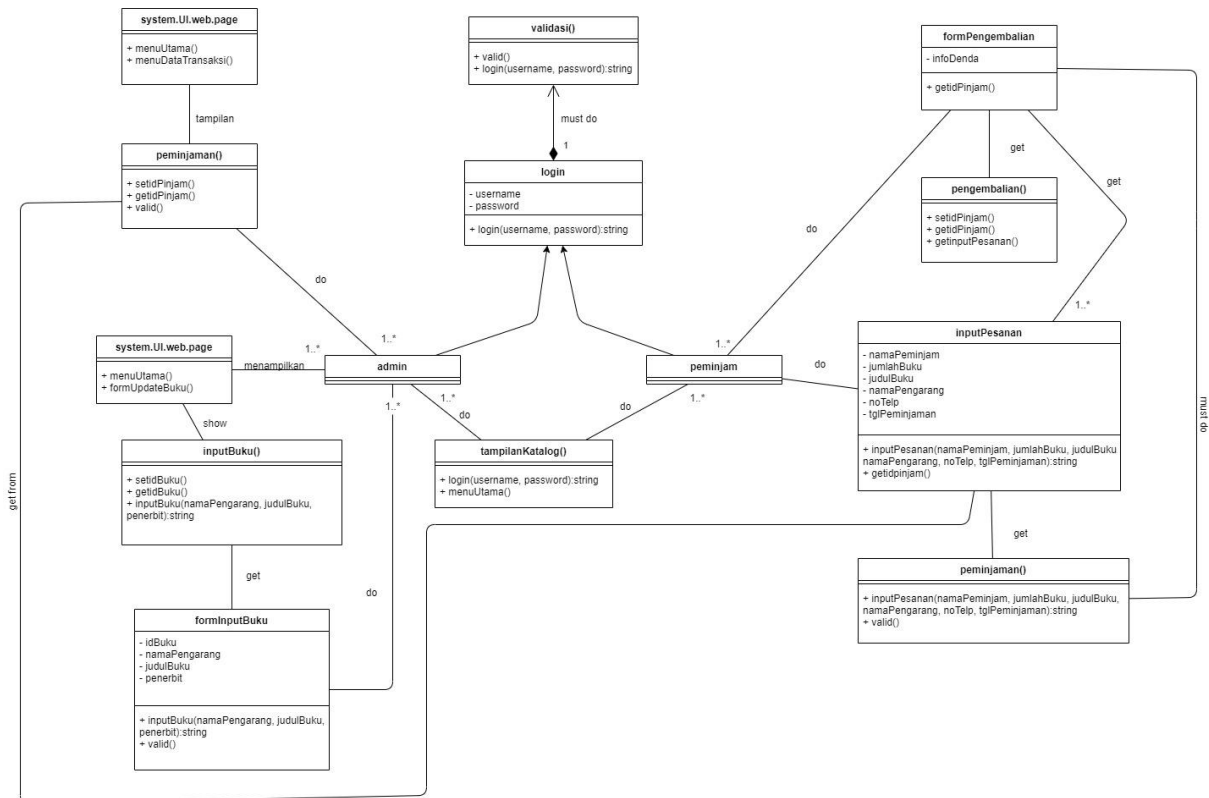 system.UI.web.page
+ menuUtama()
+ menuDataTransaksi()
tampilan
peminjaman()
+ setidPinjam()
+ getidPinjam()
+ valid()
do
validasi()
+ valid()
+ login(username, password):string
must do
1
login
- username
- password
+ login(username, password):string
formPengembalian
- infoDenda
+ getidPinjam()
get
get
do
pengembalian()
+ setidPinjam()
+ getidPinjam()
+ getinputPesanan()
1..*
inputPesanan
- namaPeminjam
- jumlahBuku
- judulBuku
- namaPengarang
- noTelp
- tglPeminjaman
+ inputPesanan(namaPeminjam, jumlahBuku, judulBuku
namaPengarang, noTelp, tglPeminjaman):string
+ getidpinjam()
get
peminjaman()
+ inputPesanan(namaPeminjam, jumlahBuku, judulBuku,
namaPengarang, noTelp, tglPeminjaman):string
+ valid()
must do
system.UI.web.page
+ menuUtama()
+ formUpdateBuku()
1..*
menampilkan
1..*
admin
1..*
1..*
do
1..*
peminjam
1..*
do
do
tampilanKatalog()
+ login(username, password):string
+ menuUtama()
show
inputBuku()
+ setidBuku()
+ getidBuku()
+ inputBuku(namaPengarang, judulBuku,
penerbit):string
get
do
formInputBuku
- idBuku
- namaPengarang
- judulBuku
- penerbit
+ inputBuku(namaPengarang, judulBuku,
penerbit):string
+ valid()
get from